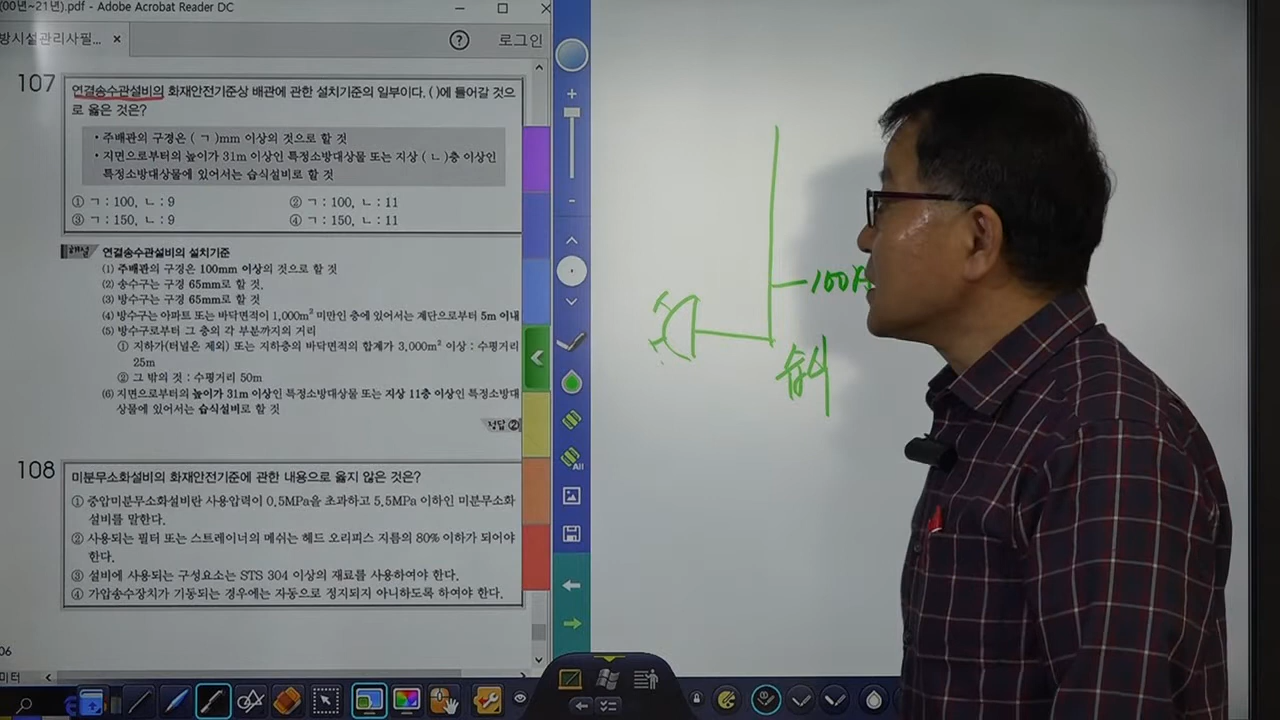 (00년~21년).pdf - Adobe Acrobat Reader DC
방시설관리사필... ×
로그인
107
연결송수관설비의 화재안전기준상 배관에 관한 설치기준의 일부이다. ( )에 들어갈 것으
로 옳은 것은?
• 주배관의 구경은 ( ㄱ )mm 이상의 것으로 할 것
• 지면으로부터의 높이가 31m 이상인 특정소방대상물 또는 지상 ( ㄴ )층 이상인
특정소방대상물에 있어서는 습식설비로 할 것
① ㄱ : 100, ㄴ : 9
② ㄱ : 100, ㄴ : 11
③ ㄱ : 150, ㄴ : 9
④ ㄱ : 150, ㄴ : 11
해설 연결송수관설비의 설치기준
(1) 주배관의 구경은 100mm 이상의 것으로 할 것
(2) 송수구는 구경 65mm로 할 것.
(3) 방수구는 구경 65mm로 할 것
(4) 방수구는 아파트 또는 바닥면적이 1,000m² 미만인 층에 있어서는 계단으로부터 5m 이내
(5) 방수구로부터 그 층의 각 부분까지의 거리
① 지하가(터널은 제외) 또는 지하층의 바닥면적의 합계가 3,000m² 이상 : 수평거리
25m
② 그 밖의 것 : 수평거리 50m
(6) 지면으로부터의 높이가 31m 이상인 특정소방대상물 또는 지상 11층 이상인 특정소방대
상물에 있어서는 습식설비로 할 것
정답 ②
108
미분무소화설비의 화재안전기준에 관한 내용으로 옳지 않은 것은?
① 중압미분무소화설비란 사용압력이 0.5MPa을 초과하고 5.5MPa 이하인 미분무소화
설비를 말한다.
② 사용되는 필터 또는 스트레이너의 메쉬는 헤드 오리피스 지름의 80% 이하가 되어야
한다.
③ 설비에 사용되는 구성요소는 STS 304 이상의 재료를 사용하여야 한다.
④ 가압송수장치가 기동되는 경우에는 자동으로 정지되지 아니하도록 하여야 한다.
06
미터
All
100A
습식